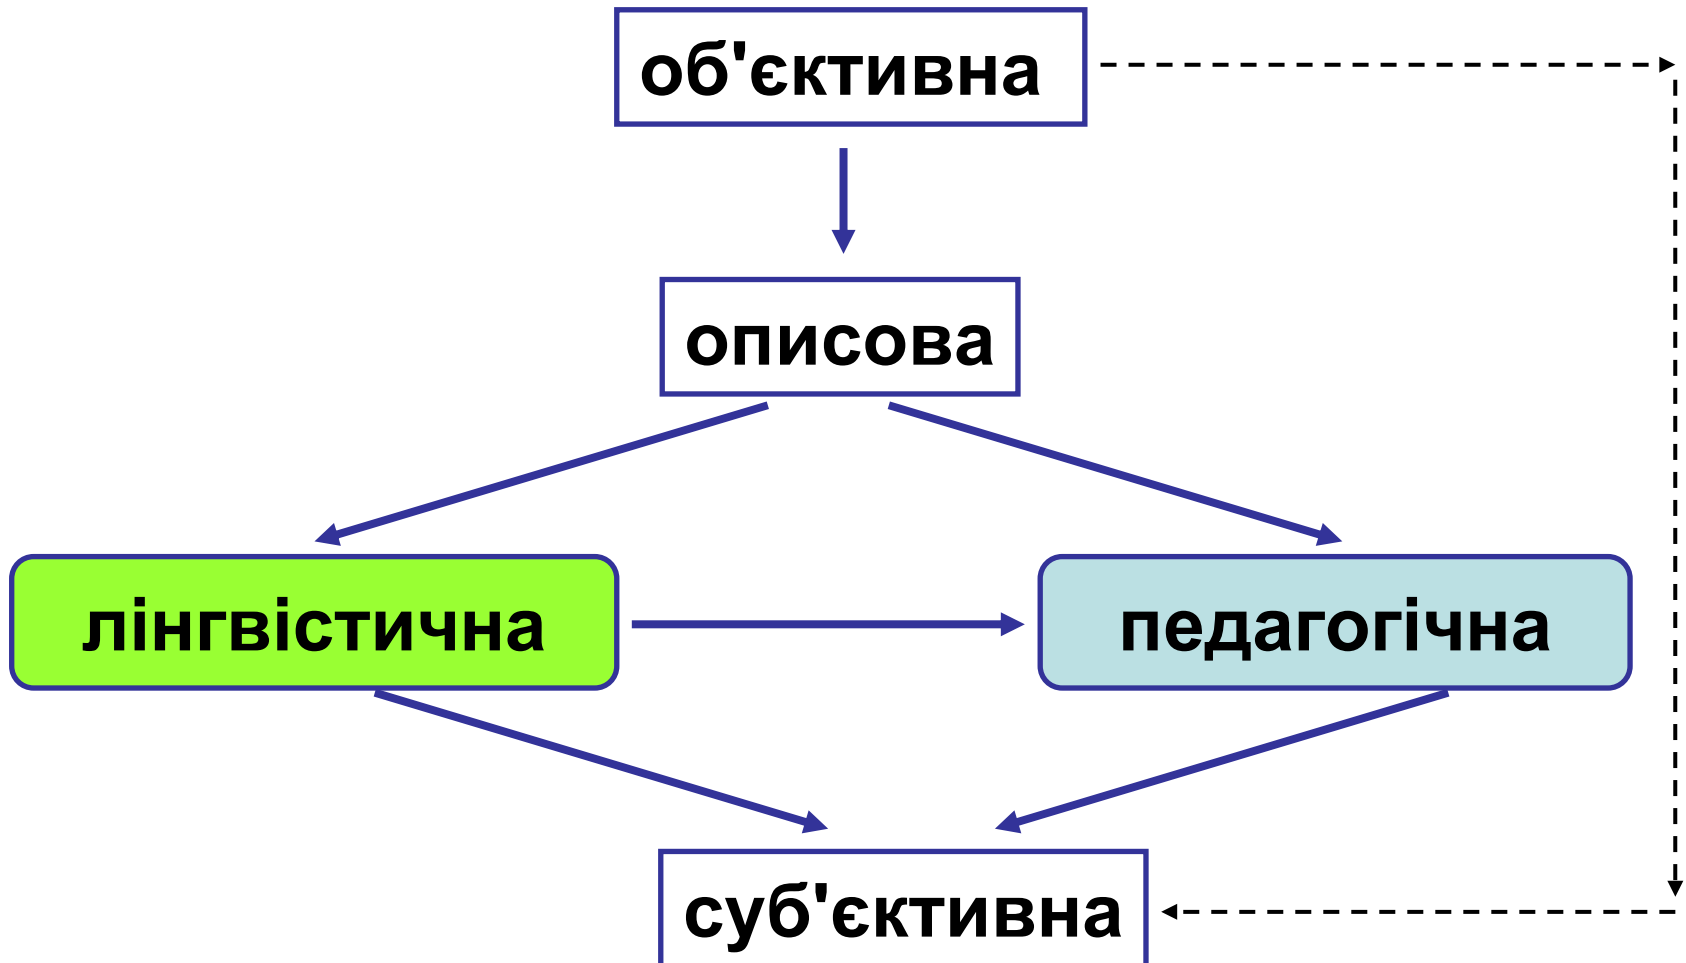 об'єктивна
описова
лінгвістична
педагогічна
суб'єктивна